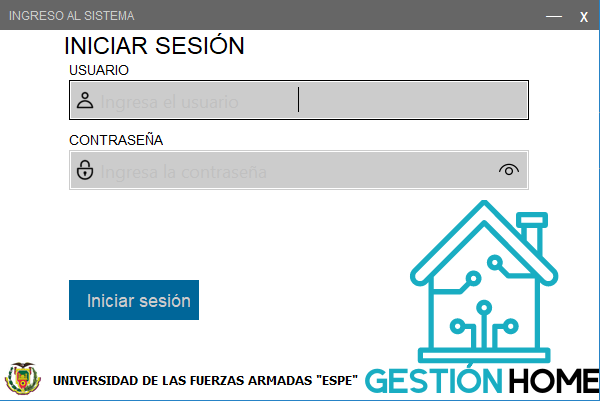 INGRESO AL SISTEMA
INICIAR SESIÓN
USUARIO
Ingresa el usuario
CONTRASEÑA
Ingresa la contraseña
Iniciar sesión
UNIVERSIDAD DE LAS FUERZAS ARMADAS "ESPE"
GESTIÓN HOME